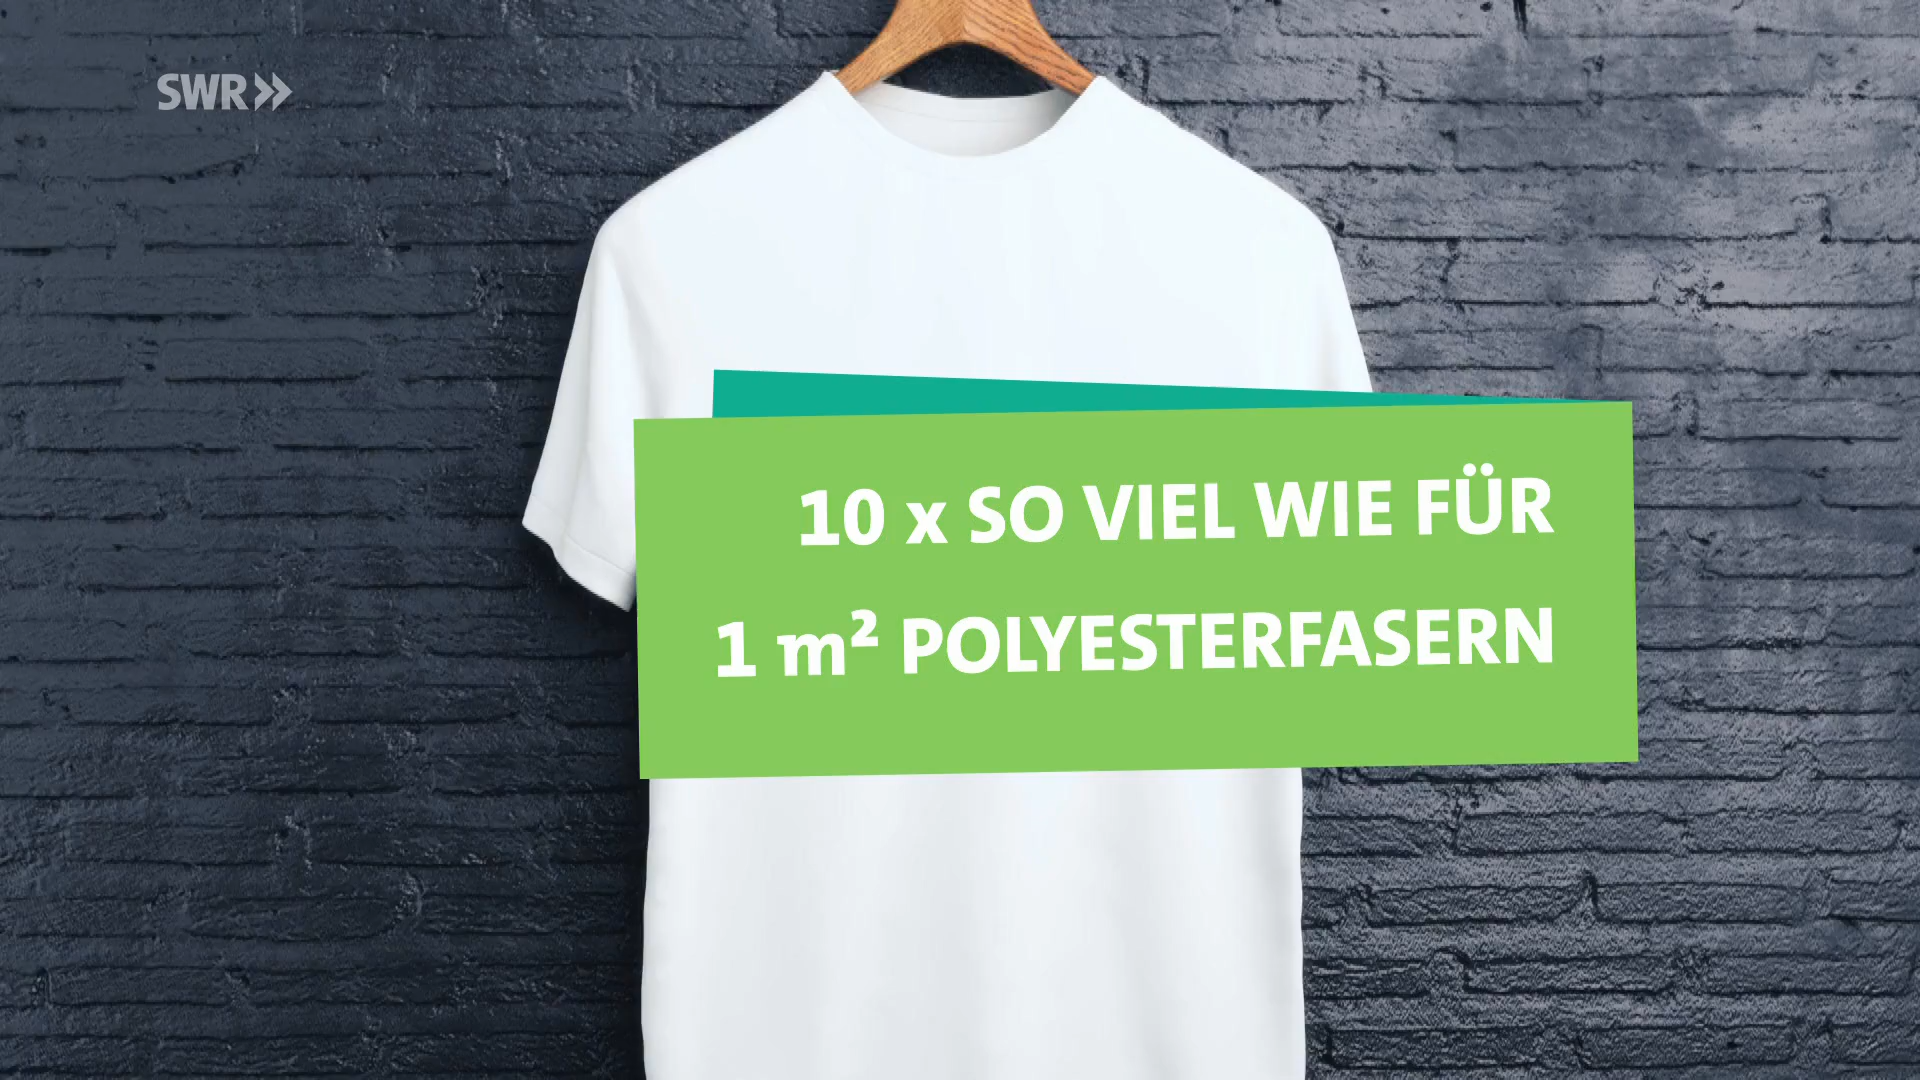 SWR
10 x SO VIEL WIE FÜR
1 m² POLYESTERFASERN